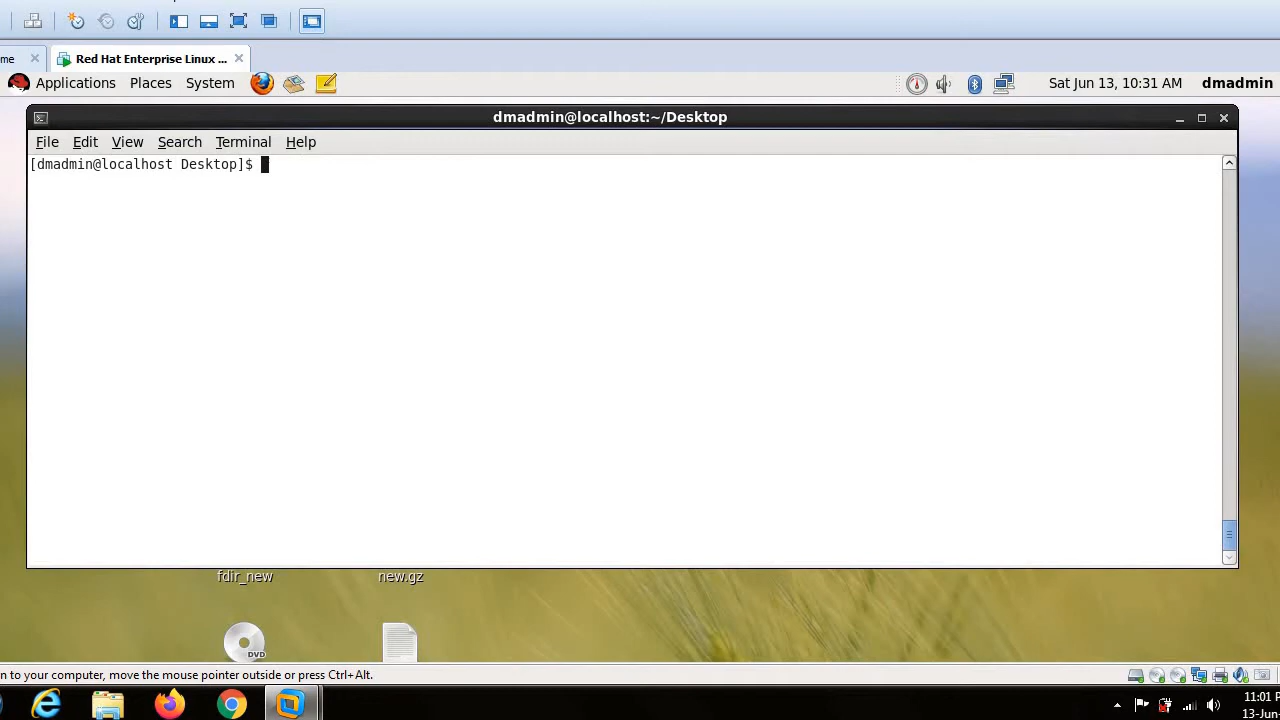 me
Red Hat Enterprise Linux ...
Applications Places System
Sat Jun 13, 10:31 AM dmadmin
dmadmin@localhost:~/Desktop
File Edit View Search Terminal Help
[dmadmin@localhost Desktop]$
fdir_new new.gz
DVD
n to your computer, move the mouse pointer outside or press Ctrl+Alt.
11:01 P
13-Jun-